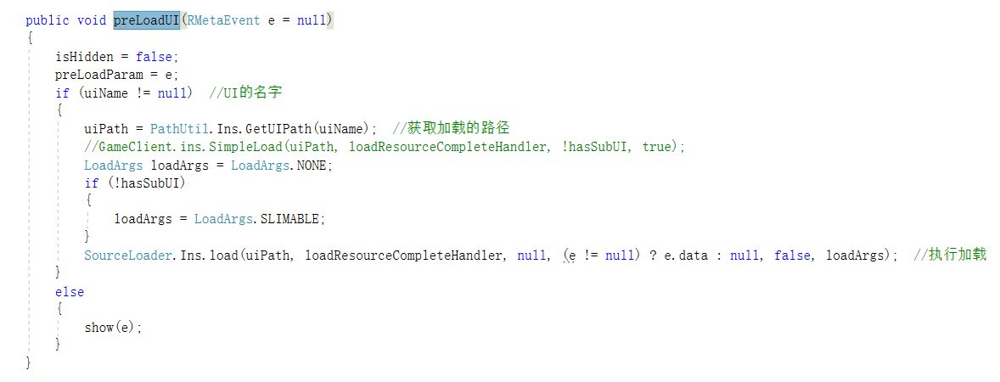 public void preLoadUI(RMetaEvent e = null)
{
    isHidden = false;
    preLoadParam = e;
    if (uiName != null)  //UI的名字
    {
        uiPath = PathUtil.Ins.GetUIPath(uiName);  //获取加载的路径
        //GameClient.ins.SimpleLoad(uiPath, loadResourceCompleteHandler, !hasSubUI, true);
        LoadArgs loadArgs = LoadArgs.NONE;
        if (!hasSubUI)
        {
            loadArgs = LoadArgs.SLIMABLE;
        }
        SourceLoader.Ins.load(uiPath, loadResourceCompleteHandler, null, (e != null) ? e.data : null, false, loadArgs);  //执行加载
    }
    else
    {
        show(e);
    }
}